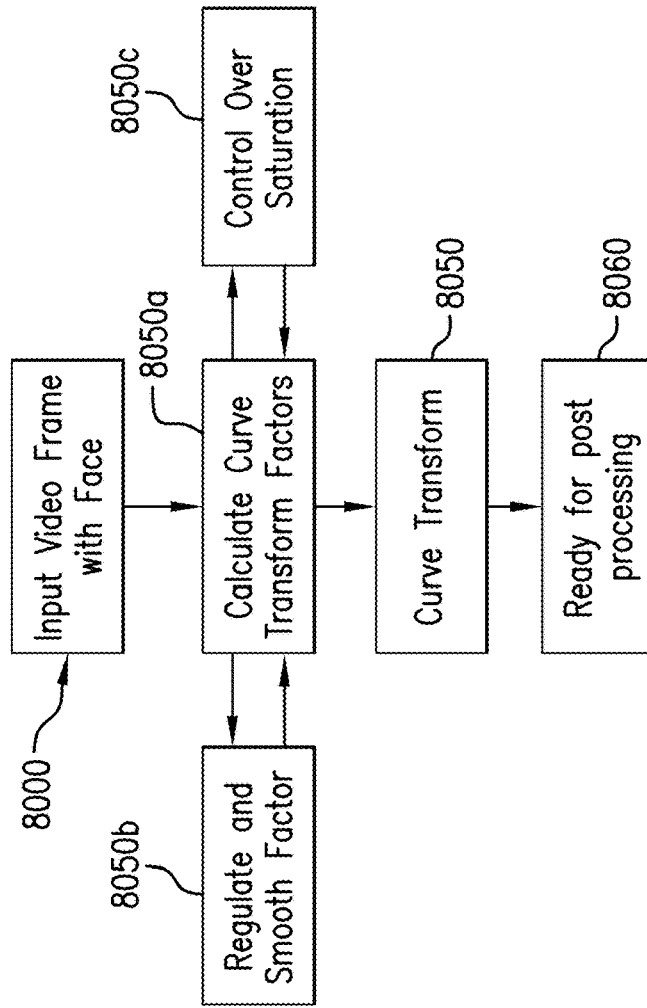 8000
Input Video Frame
with Face
8050a
Calculate Curve
Transform Factors
8050b
Regulate and
Smooth Factor
8050c
Control Over
Saturation
8050
Curve Transform
8060
Ready for post
processing